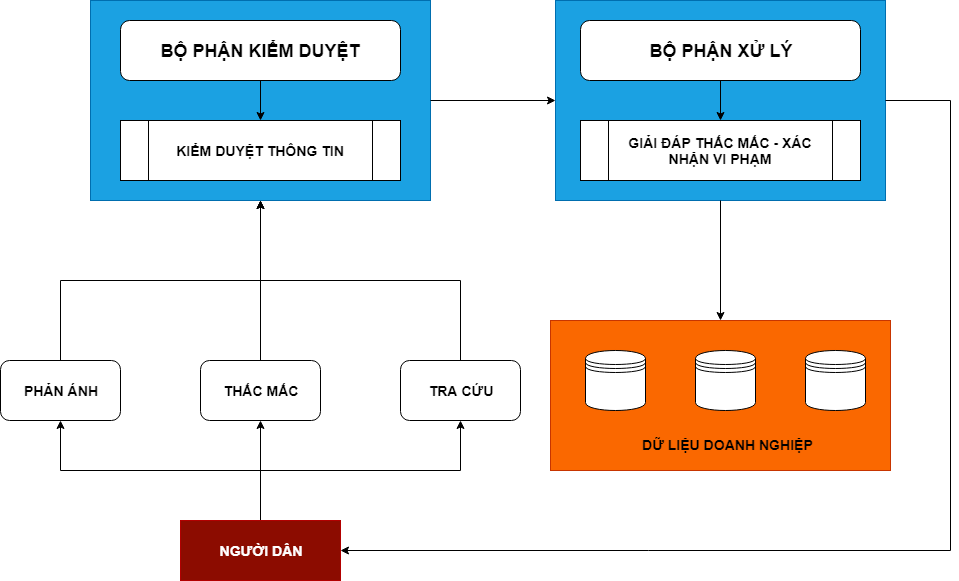 BỘ PHẬN KIỂM DUYỆT
KIỂM DUYỆT THÔNG TIN
BỘ PHẬN XỬ LÝ
GIẢI ĐÁP THẮC MẮC - XÁC
NHẬN VI PHẠM
PHẢN ÁNH
THẮC MẮC
TRA CỨU
DỮ LIỆU DOANH NGHIỆP
NGƯỜI DÂN